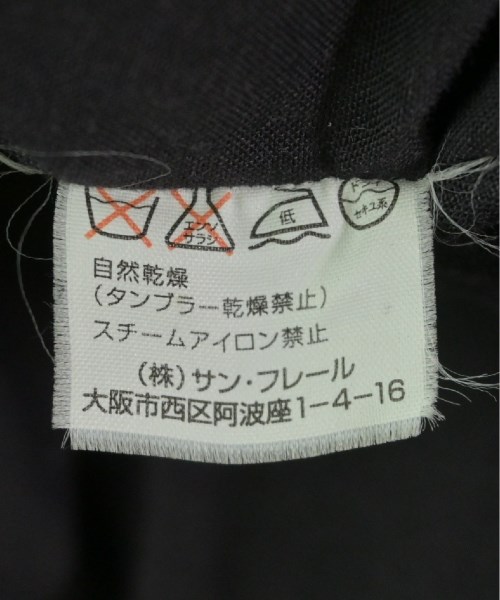 エンソ
サラシ
低
ドライ
セキユ系
自然乾燥
(タンブラー乾燥禁止)
スチームアイロン禁止
(株)サン・フレール
大阪市西区阿波座1-4-16